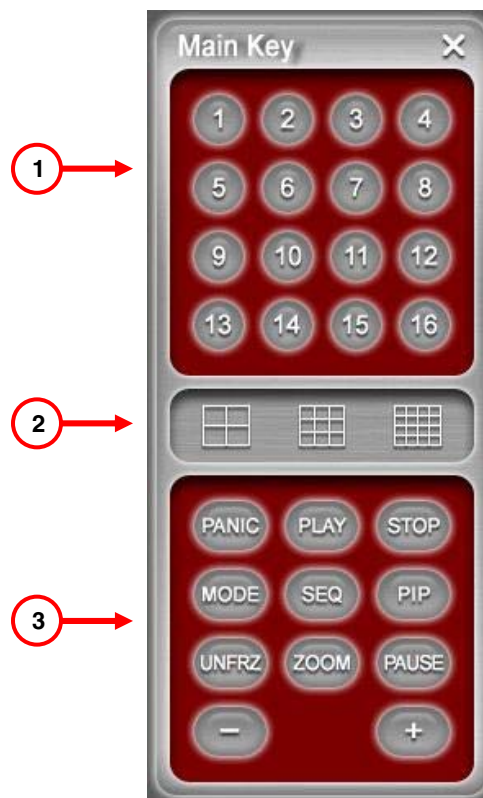 Main Key ×
1 2 3 4
1
5 6 7 8
9 10 11 12
13 14 15 16
2
PANIC PLAY STOP
MODE SEQ PIP
3
UNFRZ ZOOM PAUSE
− +